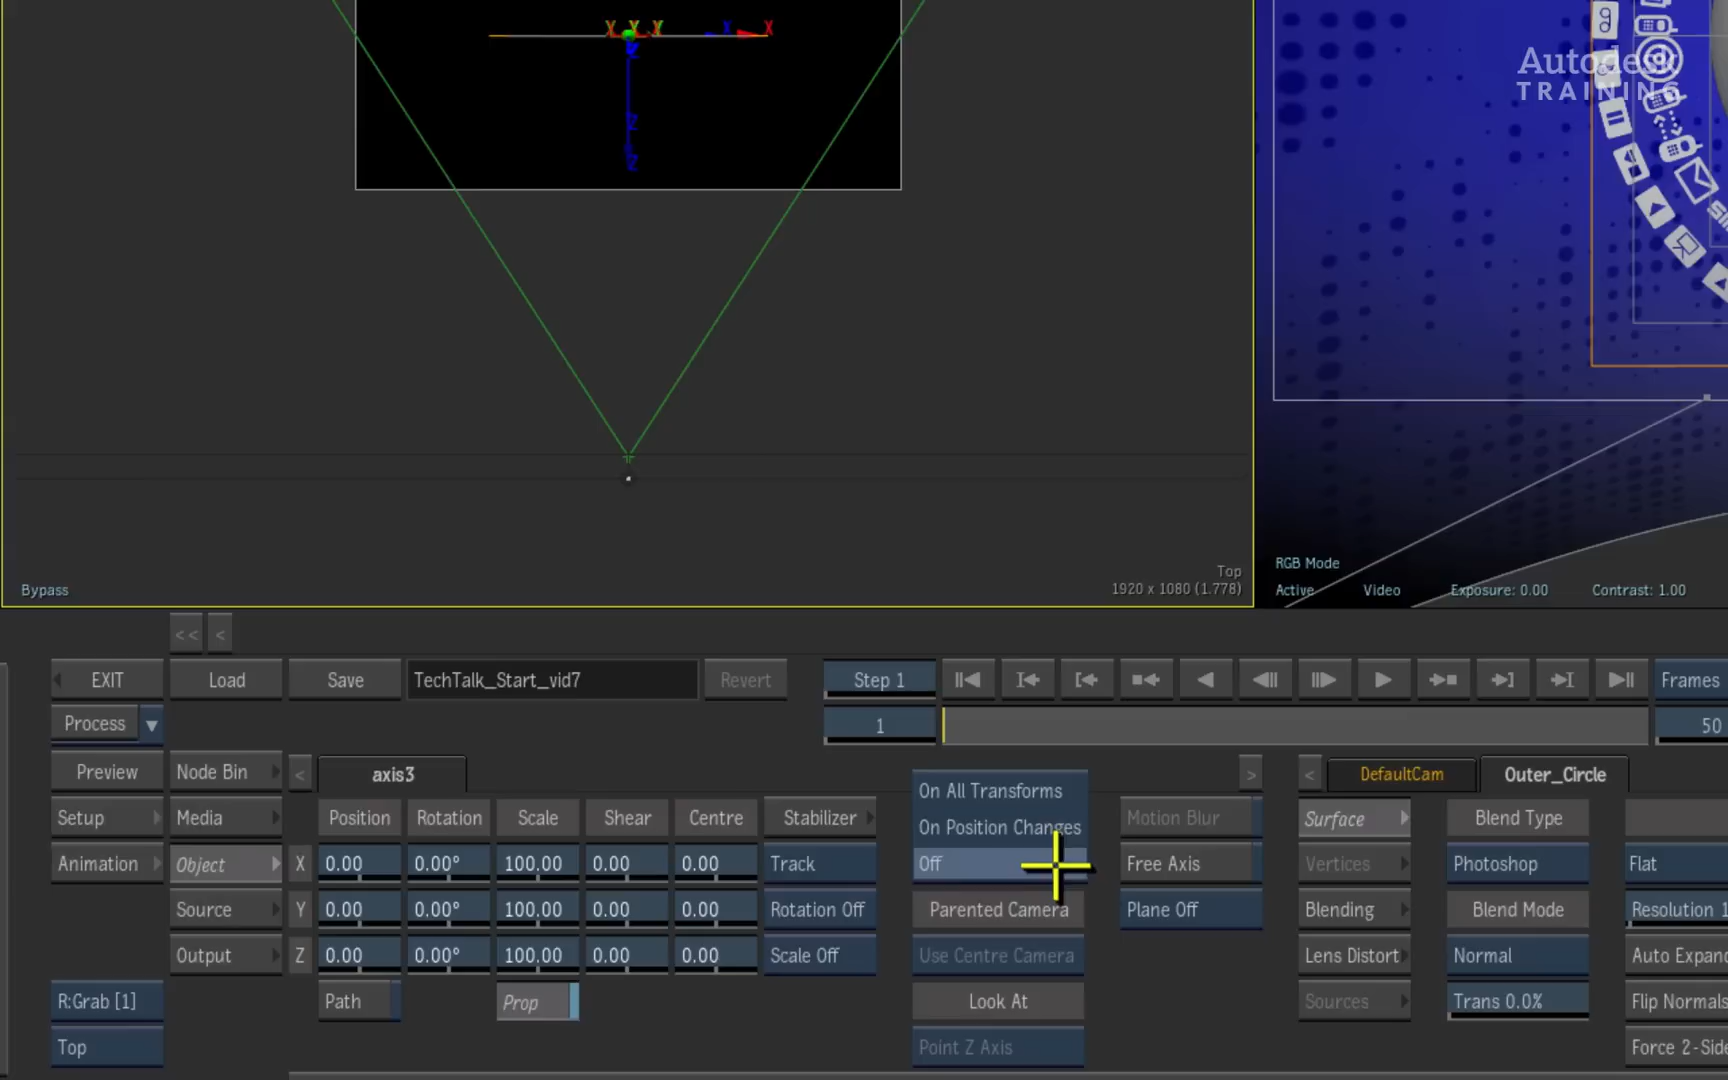 Y Y Y X X
Z
Z
Autodesk
TRAINING
Bypass
Top
1920 x 1080 (1.778)
RGB Mode
Active Video Exposure: 0.00 Contrast: 1.00
<< <
EXIT Load Save TechTalk_Start_vid7 Revert Step 1 Frames
Process 1 50
Preview Node Bin < axis3 On All Transforms > < DefaultCam Outer_Circle
Setup Media Position Rotation Scale Shear Centre Stabilizer On Position Changes Motion Blur Surface Blend Type
Animation Object X 0.00 0.00° 100.00 0.00 0.00 Track Off Free Axis Vertices Photoshop Flat
Source Y 0.00 0.00° 100.00 0.00 0.00 Rotation Off Parented Camera Plane Off Blending Blend Mode Resolution 1
Output Z 0.00 0.00° 100.00 0.00 0.00 Scale Off Use Centre Camera Lens Distort Normal Auto Expand
R:Grab [1] Path Prop Look At Sources Trans 0.0% Flip Normals
Top Point Z Axis Force 2-Side